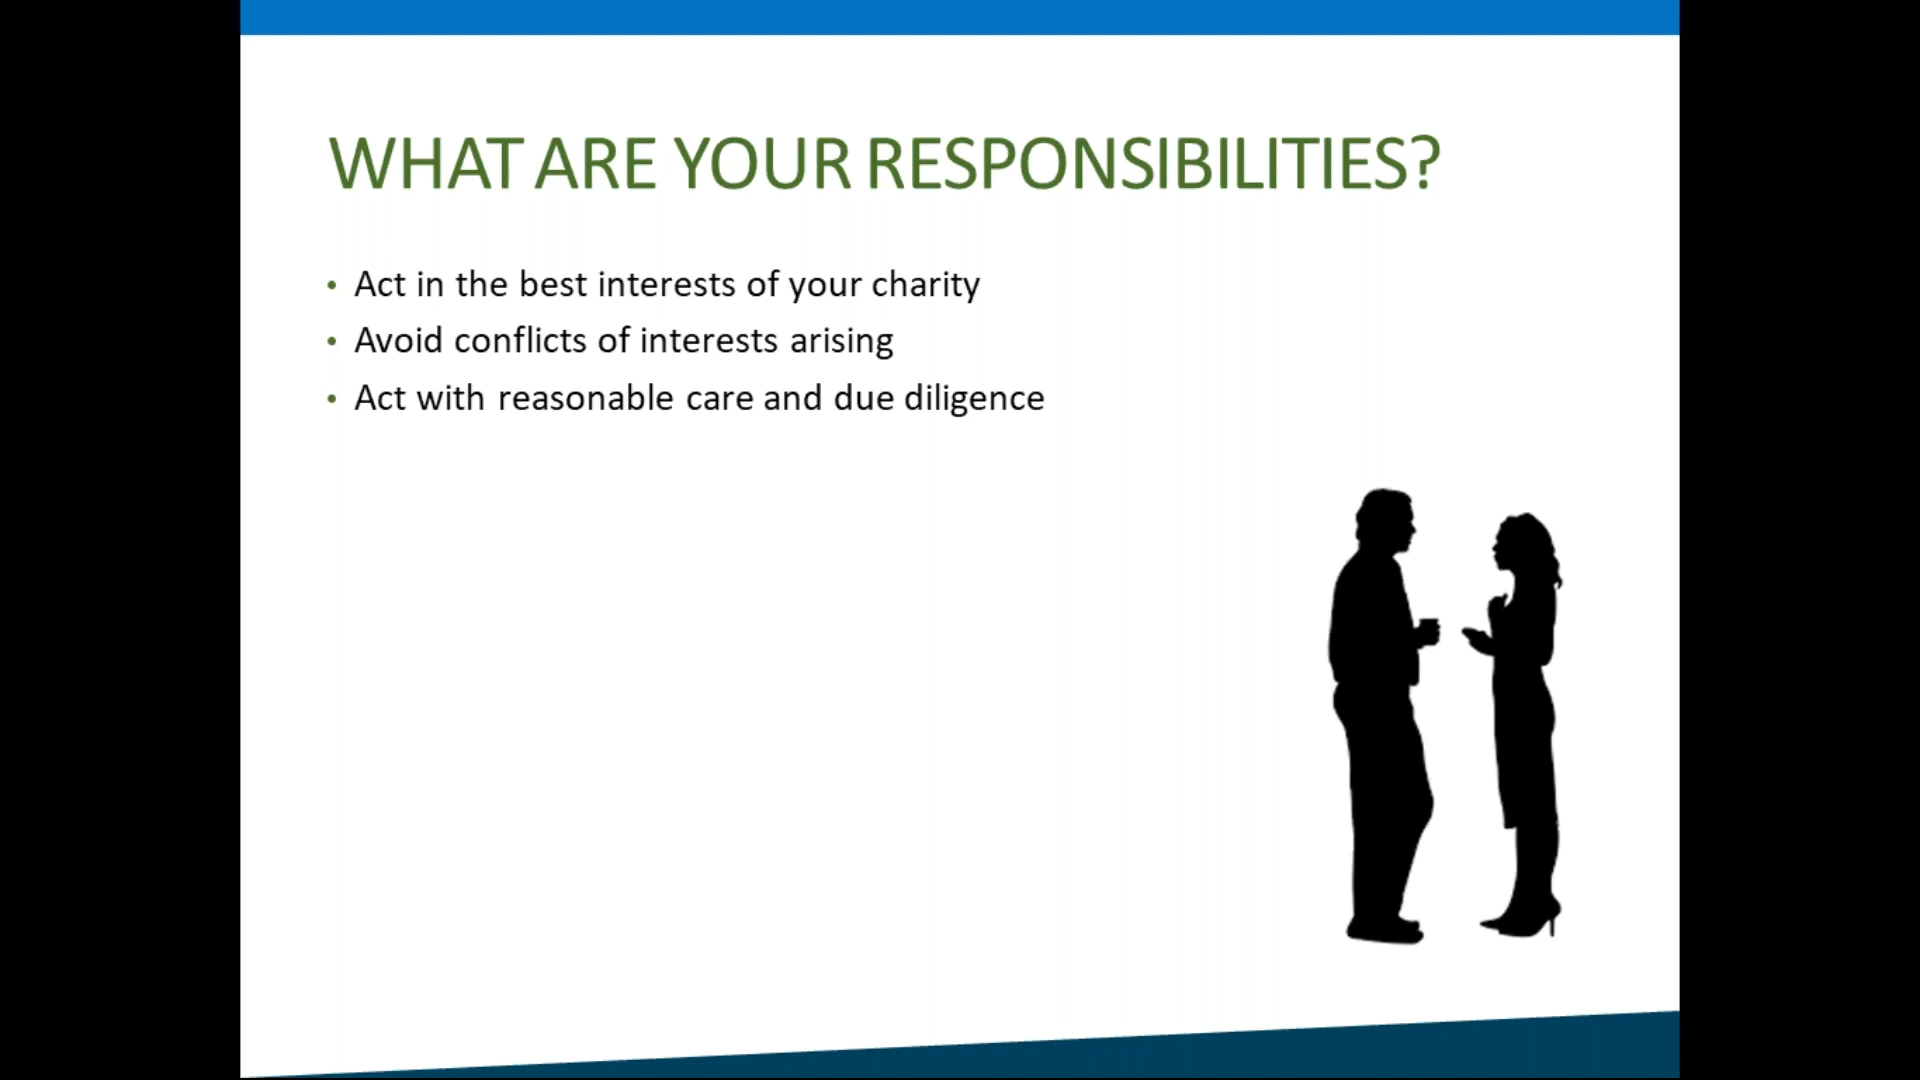 WHAT ARE YOUR RESPONSIBILITIES?
• Act in the best interests of your charity
• Avoid conflicts of interests arising
• Act with reasonable care and due diligence